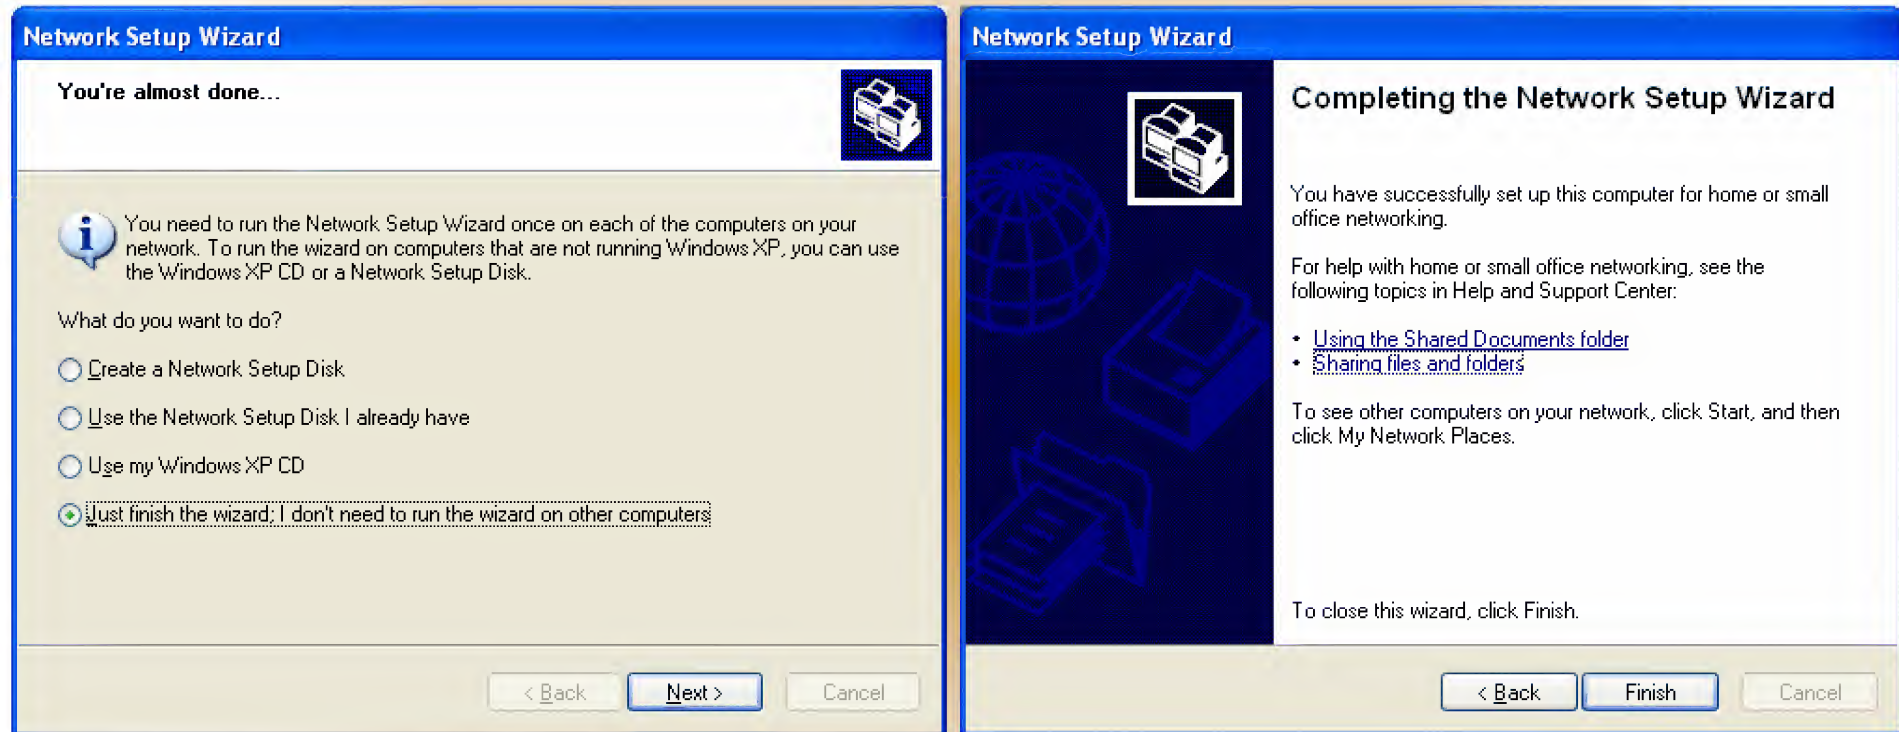 Network Setup Wizard
You're almost done...
You need to run the Network Setup Wizard once on each of the computers on your
network. To run the wizard on computers that are not running Windows XP, you can use
the Windows XP CD or a Network Setup Disk.
What do you want to do?
Create a Network Setup Disk
Use the Network Setup Disk I already have
Use my Windows XP CD
Just finish the wizard; I don't need to run the wizard on other computers
< Back
Next >
Cancel
Network Setup Wizard
Completing the Network Setup Wizard
You have successfully set up this computer for home or small
office networking.
For help with home or small office networking, see the
following topics in Help and Support Center:
• Using the Shared Documents folder
• Sharing files and folders
To see other computers on your network, click Start, and then
click My Network Places.
To close this wizard, click Finish.
< Back
Finish
Cancel